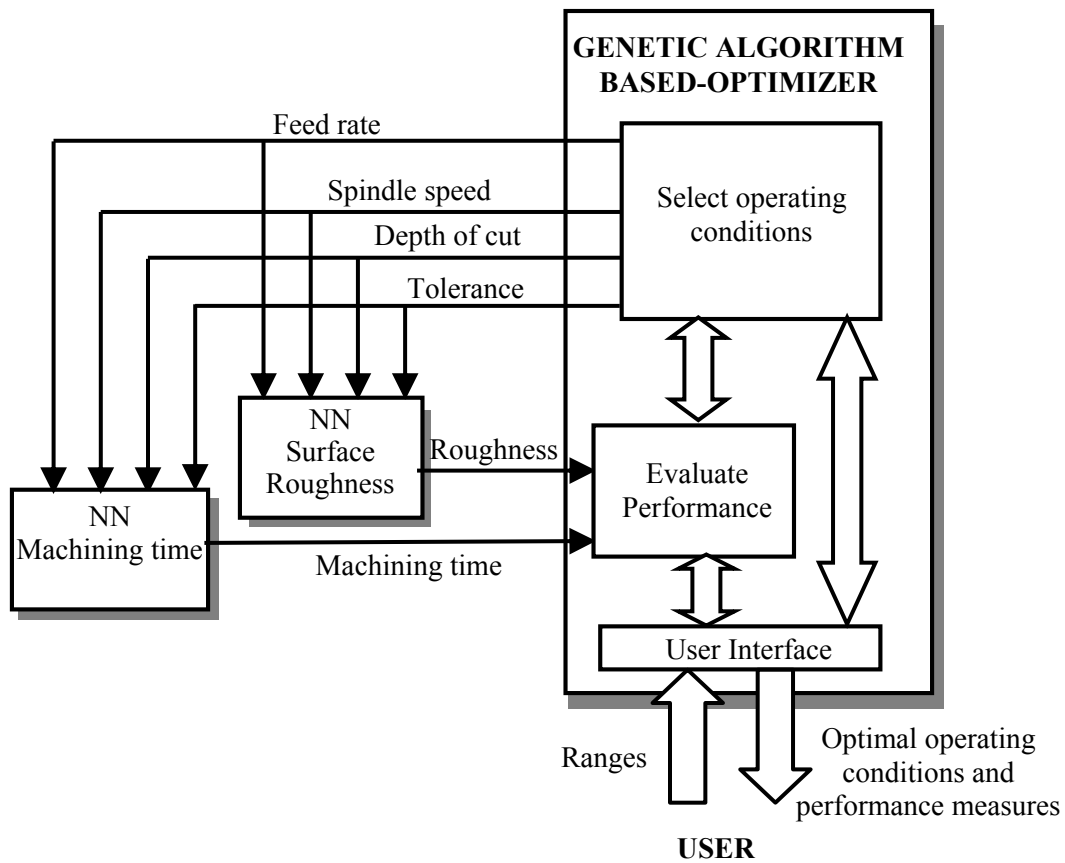 GENETIC ALGORITHM
BASED-OPTIMIZER
Feed rate
Spindle speed
Depth of cut
Tolerance
Select operating
conditions
NN
Surface
Roughness
Roughness
Evaluate
Performance
NN
Machining time
Machining time
User Interface
Ranges
Optimal operating
conditions and
performance measures
USER